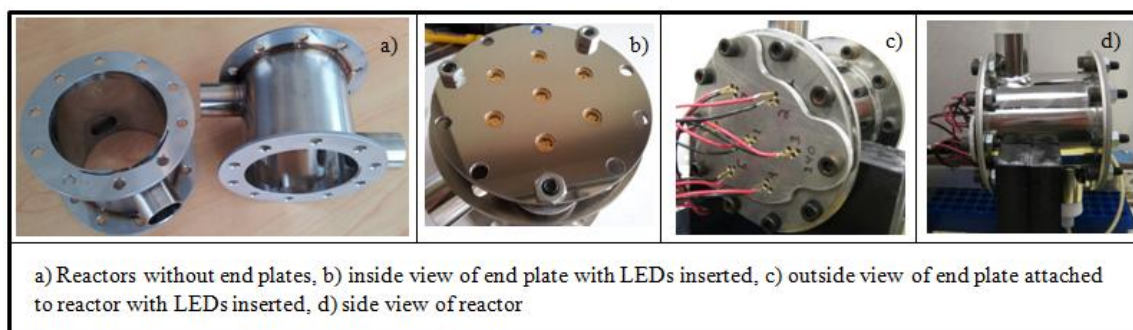 a)
b)
c)
d)
a) Reactors without end plates, b) inside view of end plate with LEDs inserted, c) outside view of end plate attached
to reactor with LEDs inserted, d) side view of reactor